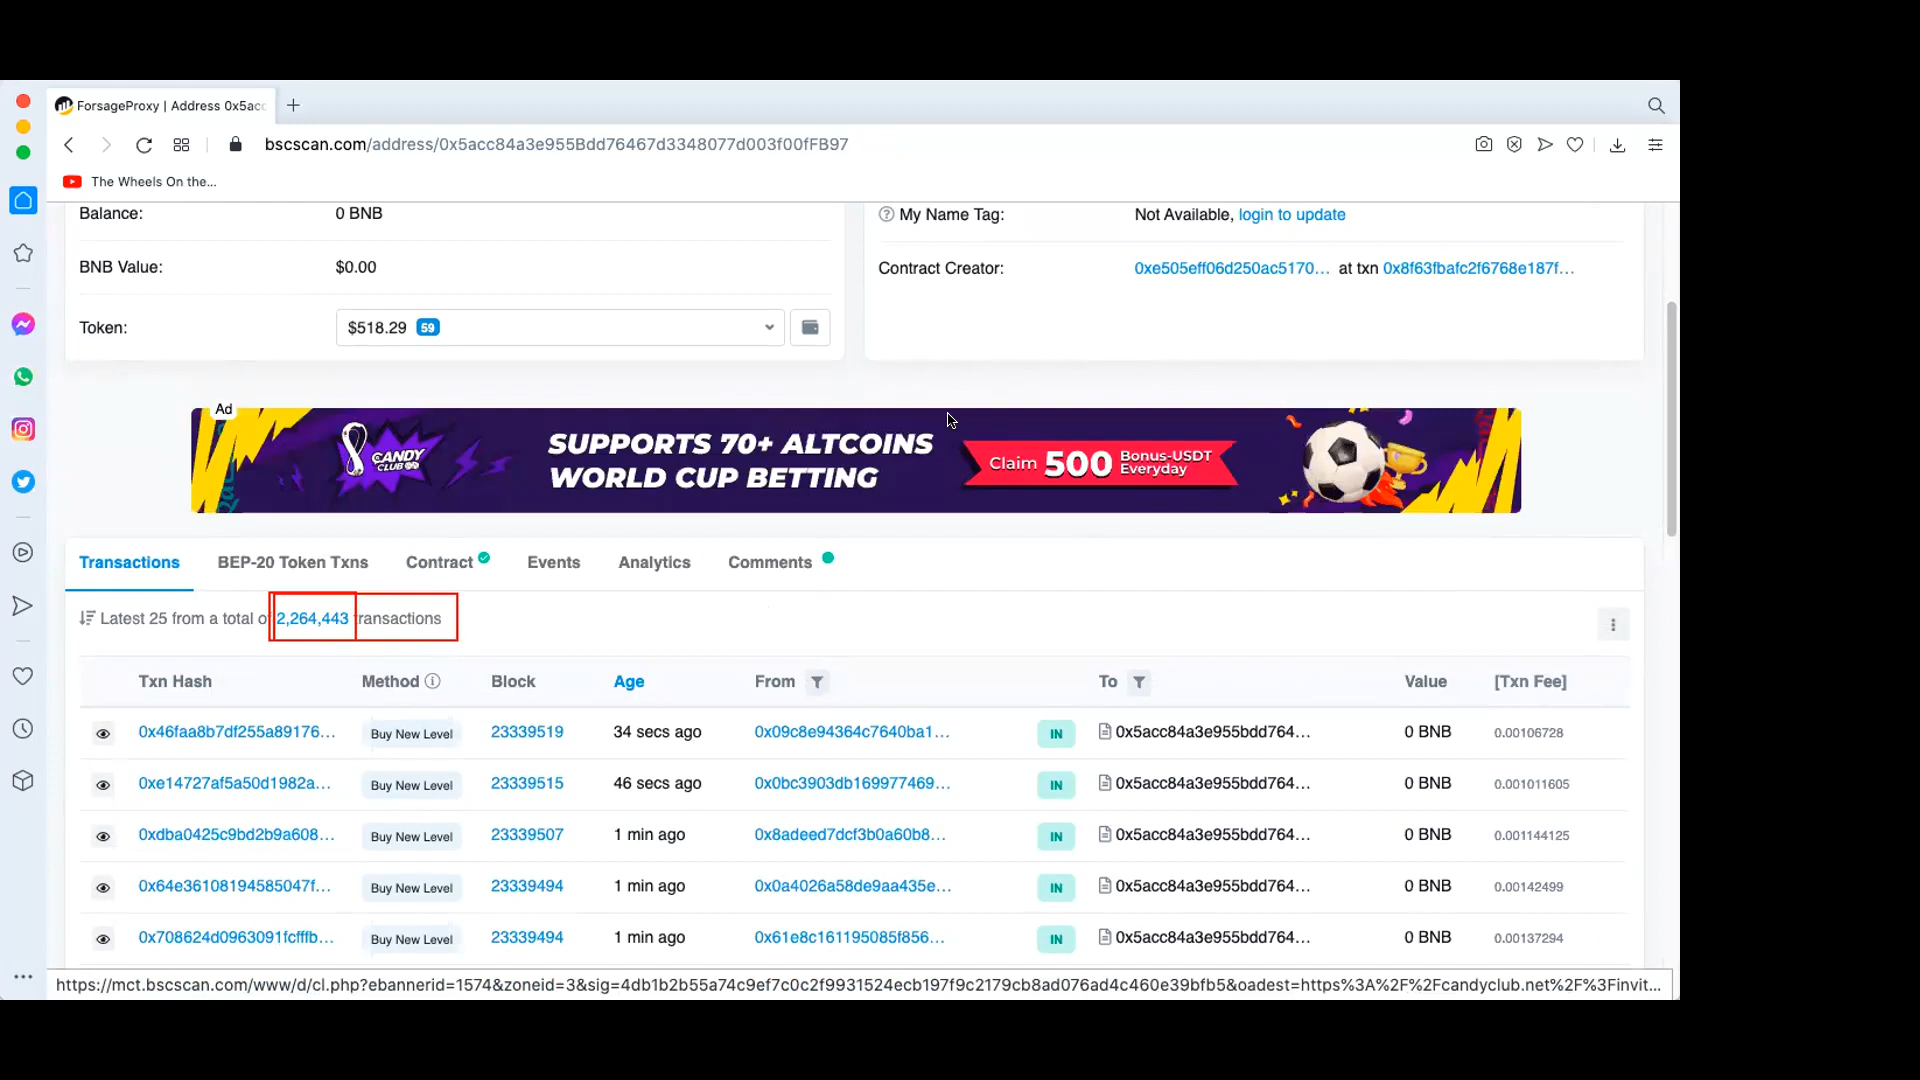 ForsageProxy | Address 0x5acc
bscscan.com/address/0x5acc84a3e955Bdd76467d3348077d003f00fFB97
The Wheels On the...
Balance: 0 BNB
My Name Tag: Not Available, login to update
BNB Value: $0.00
Contract Creator: 0xe505eff06d250ac5170... at txn 0x8f63fbafc2f6768e187f...
Token: $518.29 59
Ad
CANDY CLUB
SUPPORTS 70+ ALTCOINS
WORLD CUP BETTING
Claim 500 Bonus-USDT Everyday
Transactions BEP-20 Token Txns Contract Events Analytics Comments
Latest 25 from a total of 2,264,443 transactions
Txn Hash Method Block Age From To Value [Txn Fee]
0x46faa8b7df255a89176... Buy New Level 23339519 34 secs ago 0x09c8e94364c7640ba1... IN 0x5acc84a3e955bdd764... 0 BNB 0.00106728
0xe14727af5a50d1982a... Buy New Level 23339515 46 secs ago 0x0bc3903db169977469... IN 0x5acc84a3e955bdd764... 0 BNB 0.001011605
0xdba0425c9bd2b9a608... Buy New Level 23339507 1 min ago 0x8adeed7dcf3b0a60b8... IN 0x5acc84a3e955bdd764... 0 BNB 0.001144125
0x64e36108194585047f... Buy New Level 23339494 1 min ago 0x0a4026a58de9aa435e... IN 0x5acc84a3e955bdd764... 0 BNB 0.00142499
0x708624d0963091fcfffb... Buy New Level 23339494 1 min ago 0x61e8c161195085f856... IN 0x5acc84a3e955bdd764... 0 BNB 0.00137294
https://mct.bscscan.com/www/d/cl.php?ebannerid=1574&zoneid=3&sig=4db1b2b55a74c9ef7c0c2f9931524ecb197f9c2179cb8ad076ad4c460e39bfb5&oadest=https%3A%2F%2Fcandyclub.net%2F%3Finvit...